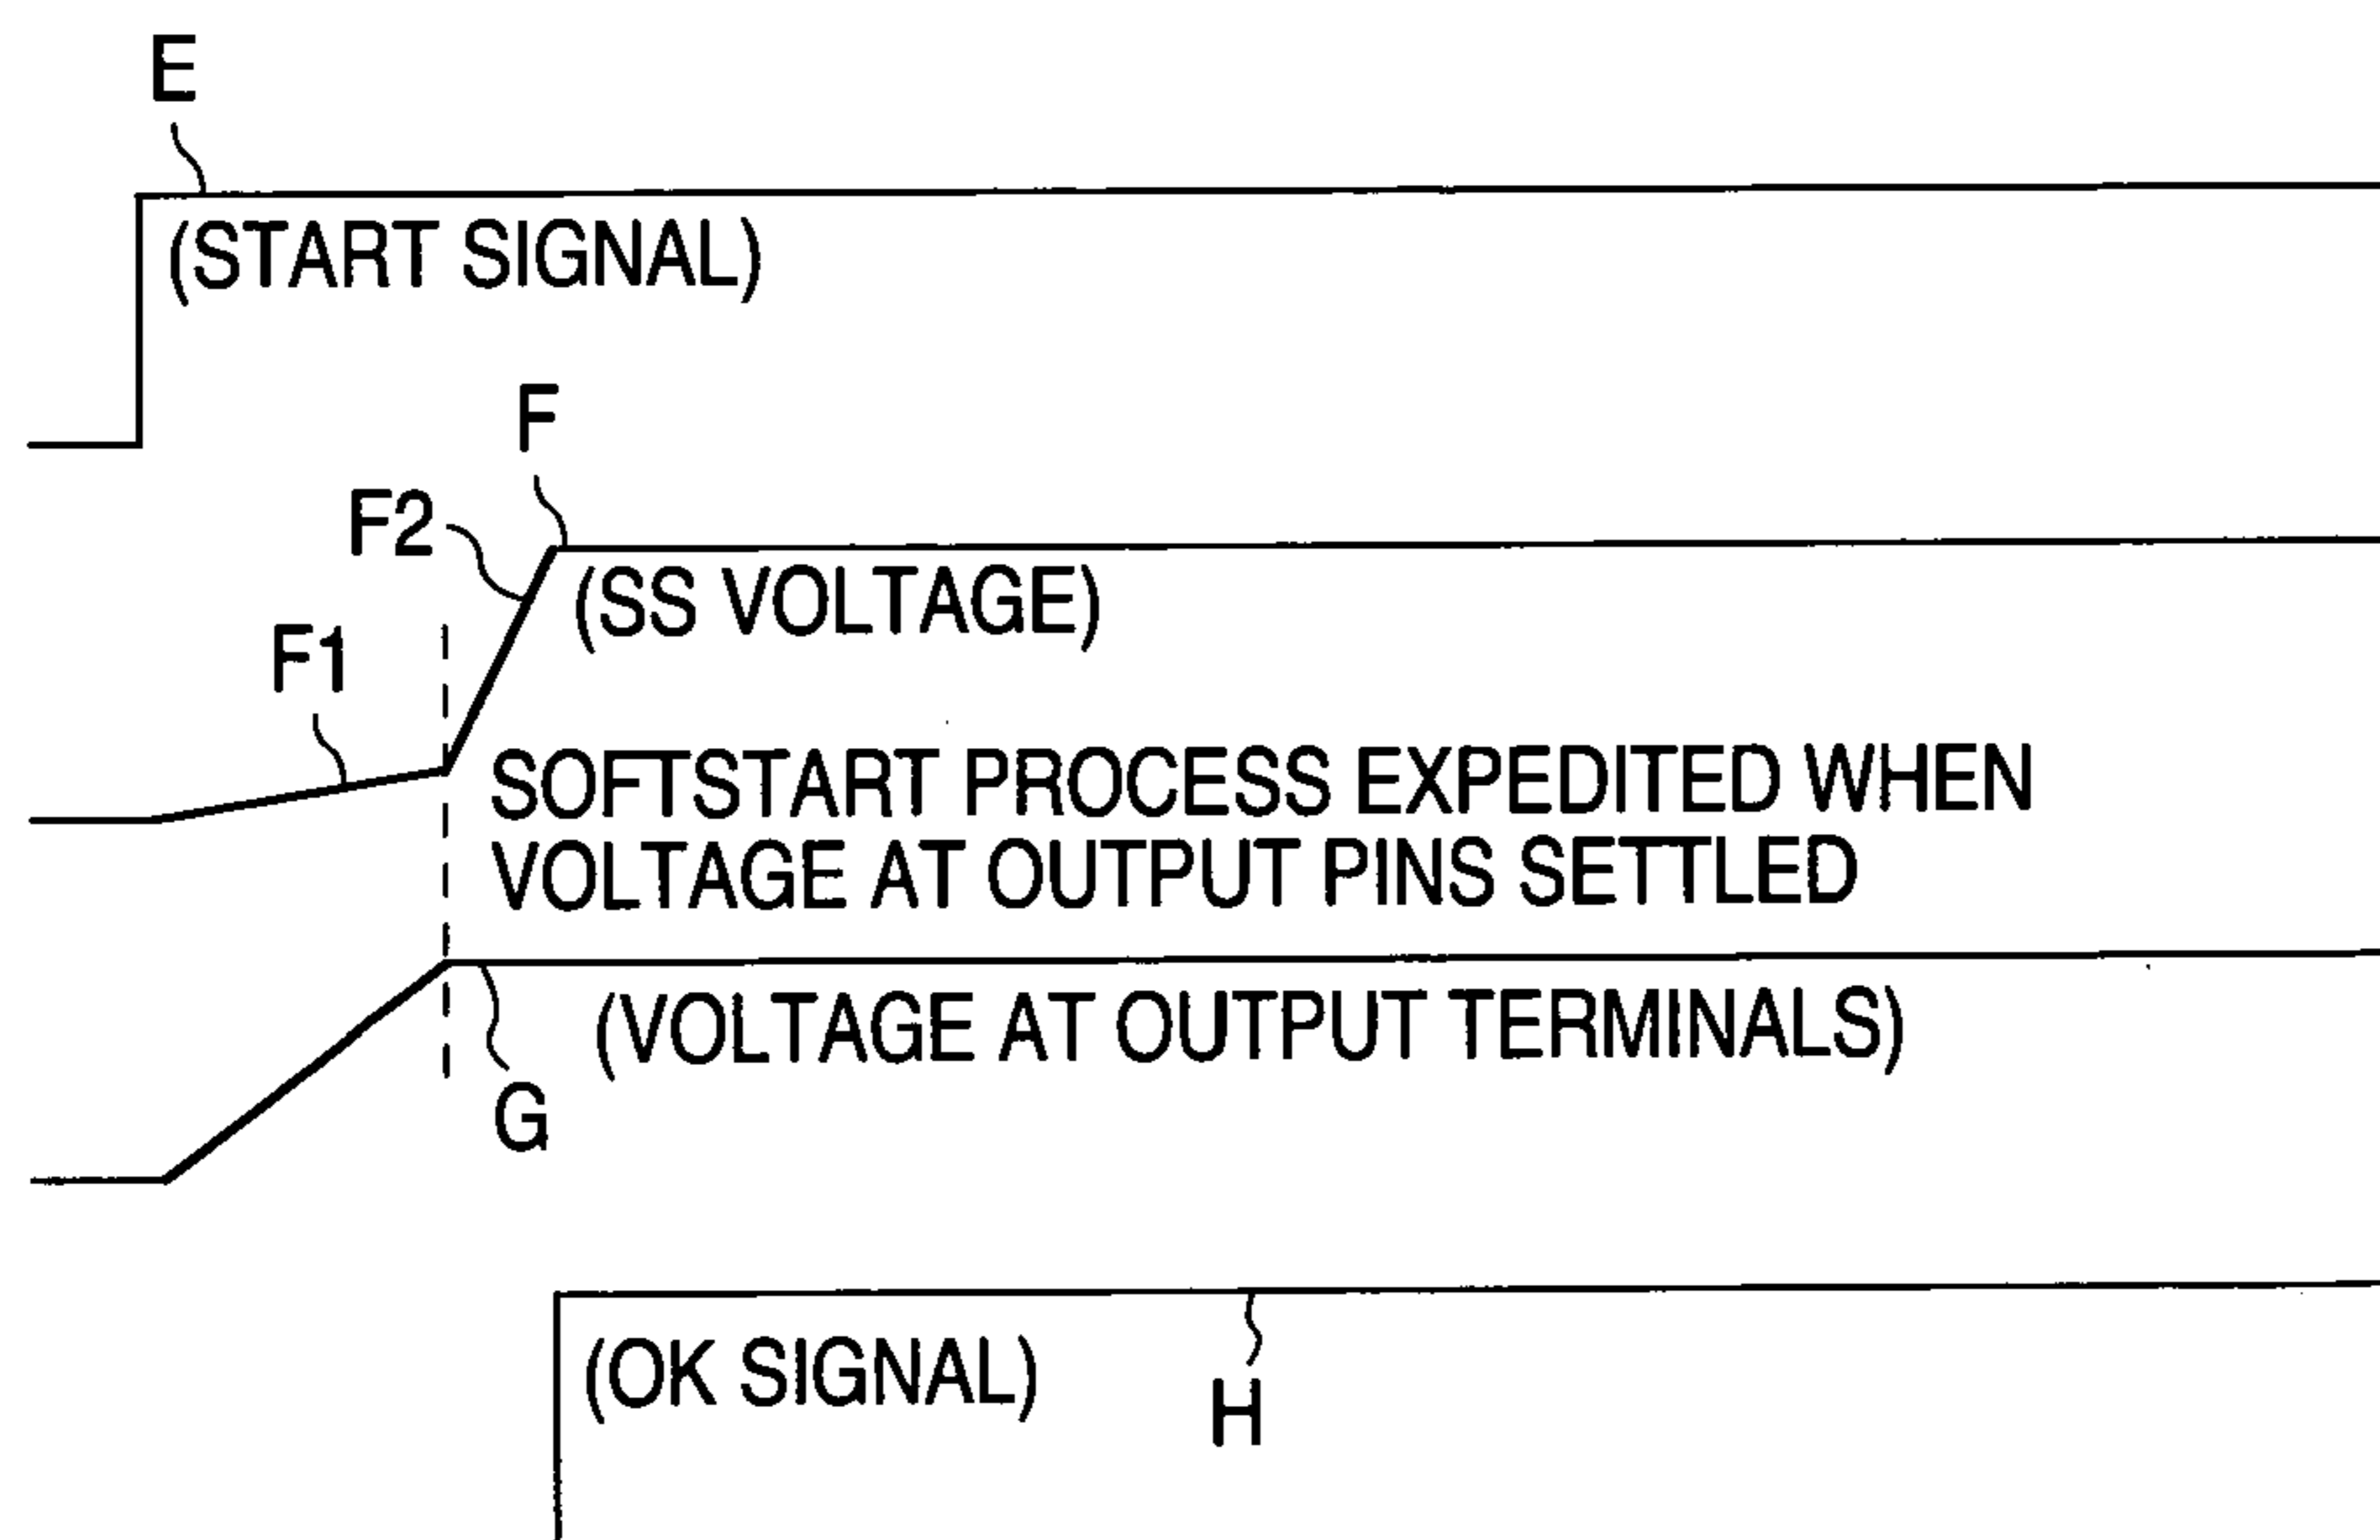 E
(START SIGNAL)
F
F2
(SS VOLTAGE)
F1
SOFTSTART PROCESS EXPEDITED WHEN
VOLTAGE AT OUTPUT PINS SETTLED
(VOLTAGE AT OUTPUT TERMINALS)
G
(OK SIGNAL)
H